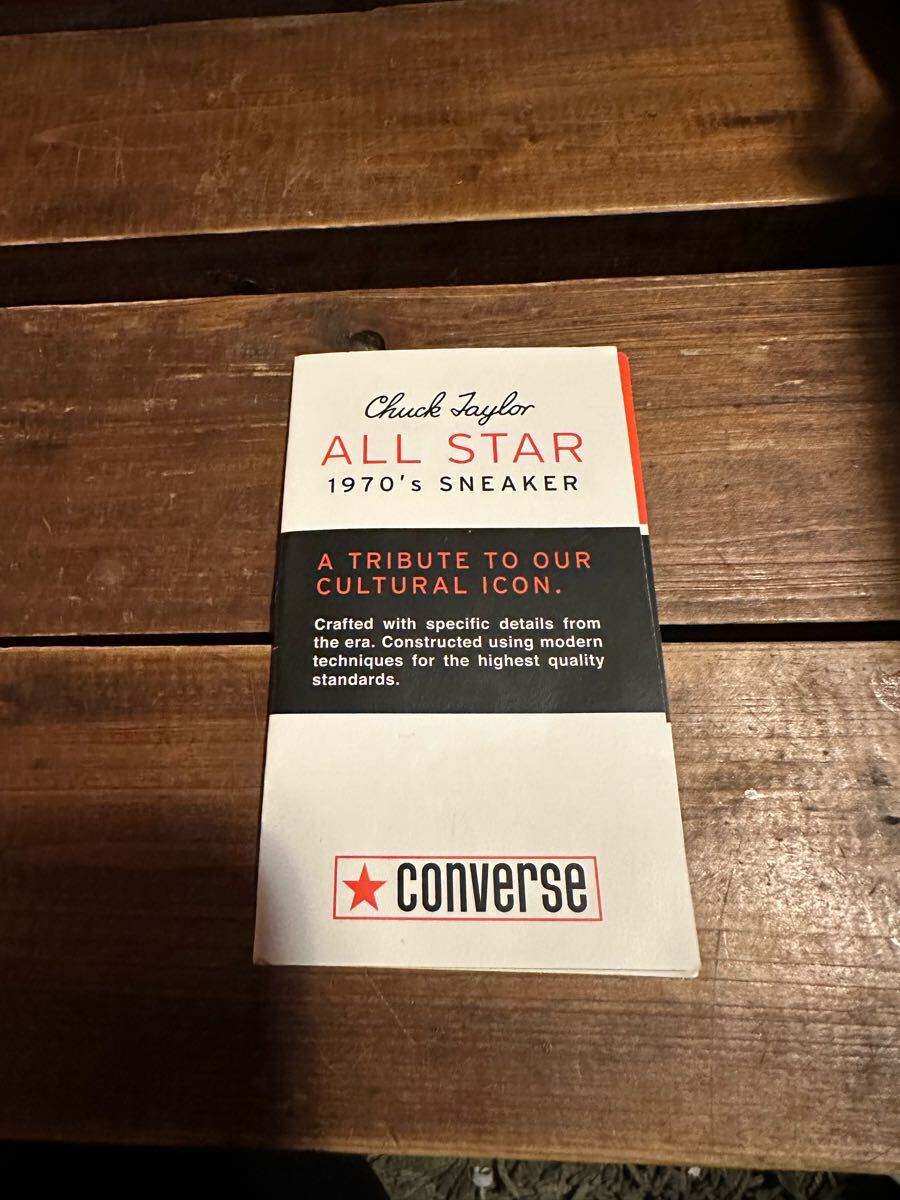 Chuck Taylor
ALL STAR
1970's SNEAKER
A TRIBUTE TO OUR
CULTURAL ICON.
Crafted with specific details from
the era. Constructed using modern
techniques for the highest quality
standards.
converse